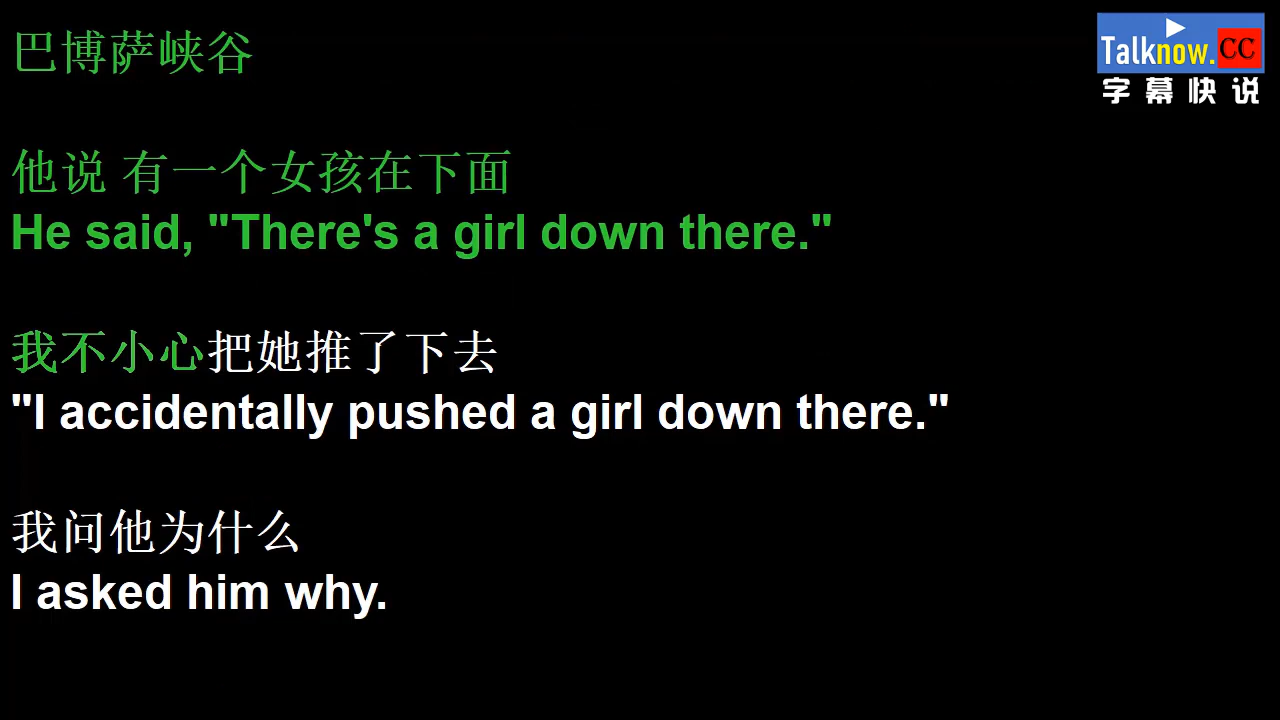 巴博萨峡谷
Talknow.CC
字幕快说
他说 有一个女孩在下面
He said, "There's a girl down there."
我不小心把她推了下去
"I accidentally pushed a girl down there."
我问他为什么
I asked him why.